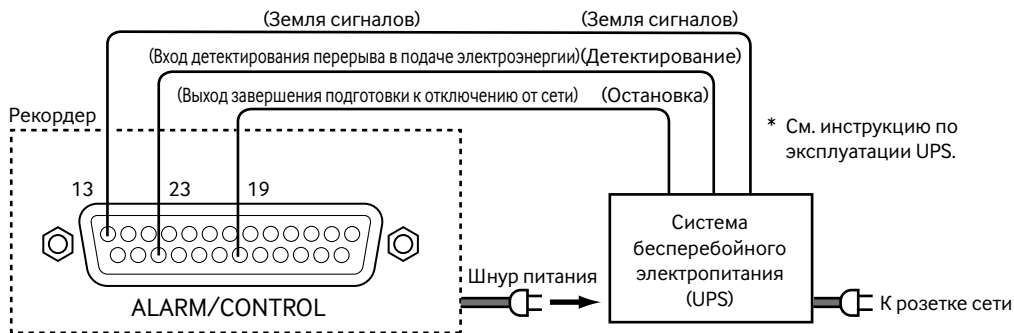 (Земля сигналов) (Земля сигналов)
(Вход детектирования перерыва в подаче электроэнергии)(Детектирование)
(Выход завершения подготовки к отключению от сети) (Остановка)
Рекордер
* См. инструкцию по
эксплуатации UPS.
13 23 19
Система
бесперебойного
электропитания
(UPS)
ALARM/CONTROL
Шнур питания
К розетке сети